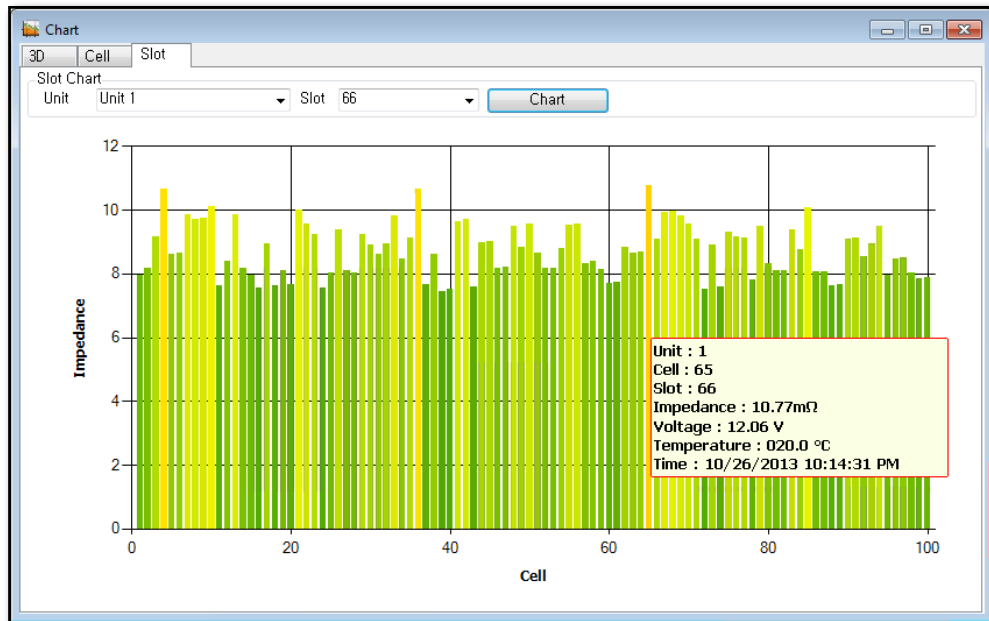 Chart
3D Cell Slot
Slot Chart
Unit Unit 1 Slot 66 Chart
12
10
8
6
4
2
0
Impedance
0 20 40 60 80 100
Cell
Unit : 1
Cell : 65
Slot : 66
Impedance : 10.77mΩ
Voltage : 12.06 V
Temperature : 020.0 °C
Time : 10/26/2013 10:14:31 PM